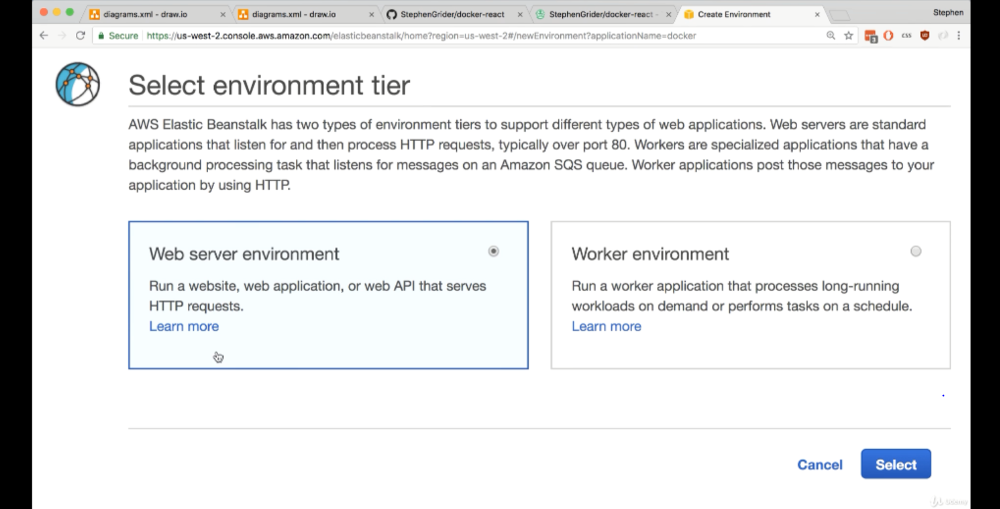 diagrams.xml - draw.io
diagrams.xml - draw.io
StephenGrider/docker-react
StephenGrider/docker-react -
Create Environment
Stephen
Secure
https://us-west-2.console.aws.amazon.com/elasticbeanstalk/home?region=us-west-2#/newEnvironment?applicationName=docker
3
CSS
Select environment tier
AWS Elastic Beanstalk has two types of environment tiers to support different types of web applications. Web servers are standard
applications that listen for and then process HTTP requests, typically over port 80. Workers are specialized applications that have a
background processing task that listens for messages on an Amazon SQS queue. Worker applications post those messages to your
application by using HTTP.
Web server environment
Run a website, web application, or web API that serves
HTTP requests.
Learn more
Worker environment
Run a worker application that processes long-running
workloads on demand or performs tasks on a schedule.
Learn more
Cancel
Select
Udemy